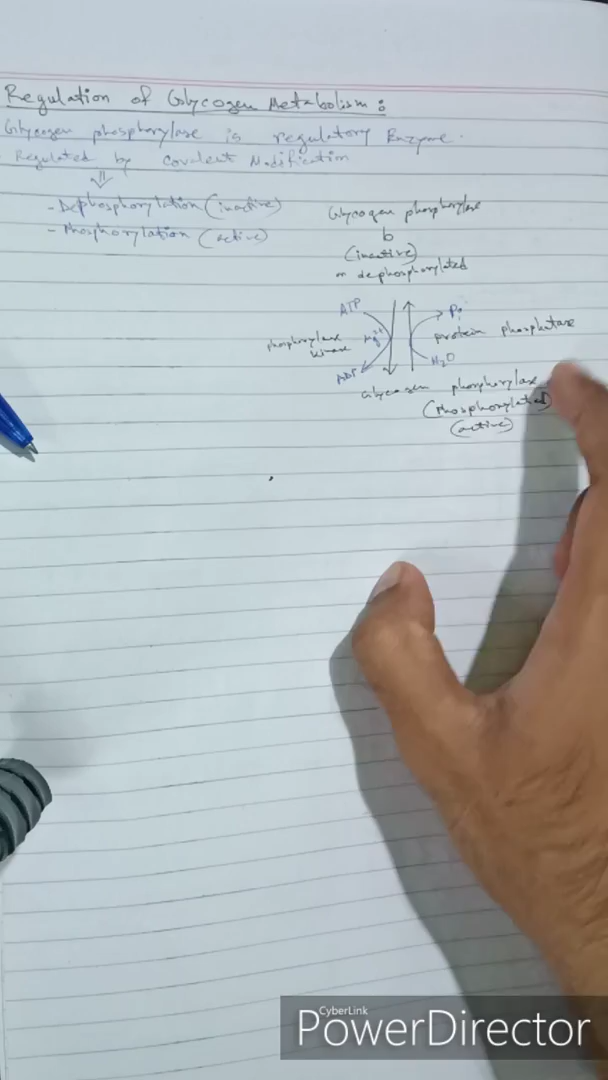 Regulation of Glycogen Metabolism:
Glycogen phosphorylase is regulatory Enzyme.
Regulated by covalent Modification
⇓
- Dephosphorylation (inactive)
- Phosphorylation (active)
Glycogen phosphorylase
b
(inactive)
or dephosphorylated
ATP
Pi
phosphorylase kinase
Mg2+
protein phosphatase
ADP
H2O
Glycogen phosphorylase
(Phosphorylated)
(active)
CyberLink
PowerDirector